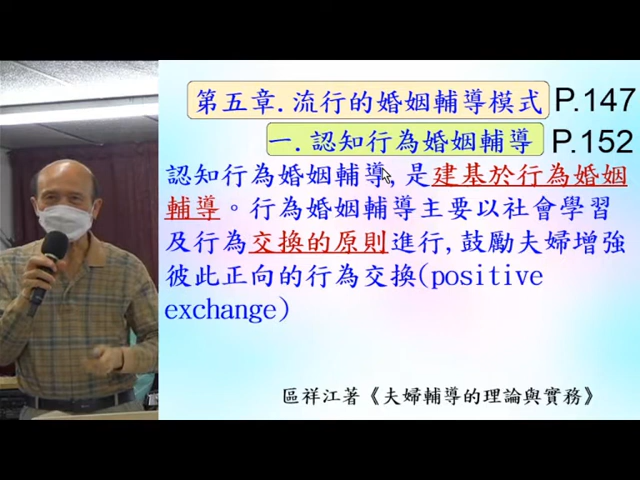 第五章.流行的婚姻輔導模式 P.147
一.認知行為婚姻輔導 P.152
認知行為婚姻輔導,是建基於行為婚姻
輔導。行為婚姻輔導主要以社會學習
及行為交換的原則進行,鼓勵夫婦增強
彼此正向的行為交換(positive
exchange)
區祥江著《夫婦輔導的理論與實務》